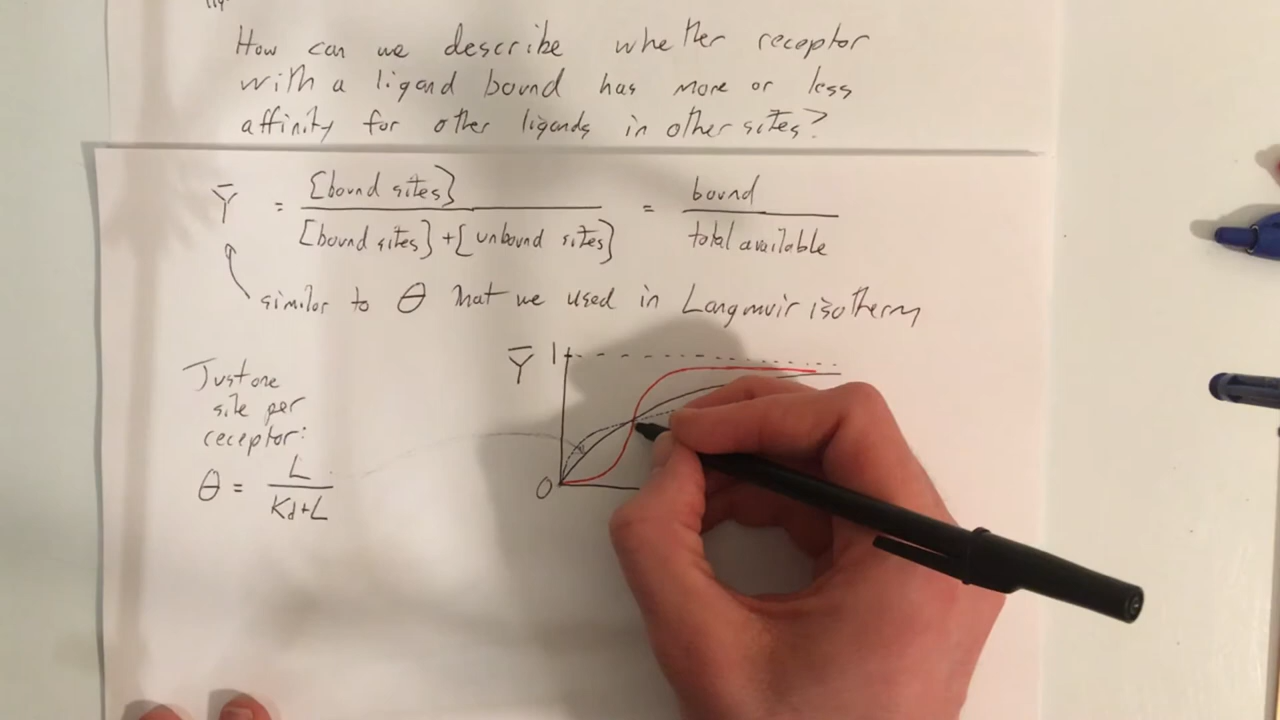 How can we describe whether receptor
with a ligand bound has more or less
affinity for other ligands in other sites?
Ȳ = [bound sites] / [bound sites] + [unbound sites] = bound / total available
similar to θ that we used in Langmuir isotherm
Just one
site per
receptor:
θ = L / Kd+L
Ȳ
1
0